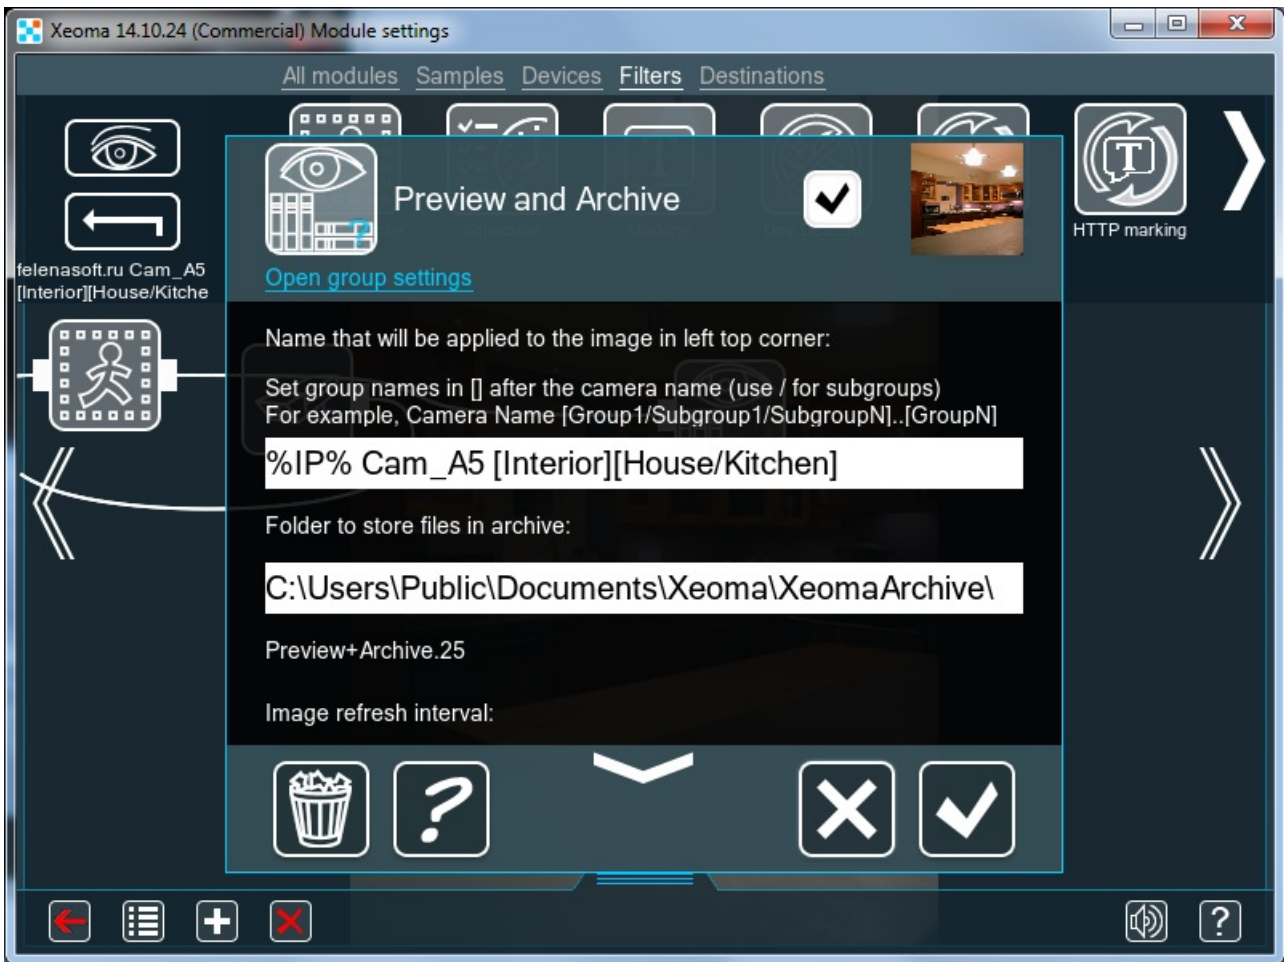 Xeoma 14.10.24 (Commercial) Module settings
All modules Samples Devices Filters Destinations
Preview and Archive
HTTP marking
felenasoft.ru Cam_A5
[Interior][House/Kitche
Open group settings
Name that will be applied to the image in left top corner:
Set group names in [] after the camera name (use / for subgroups)
For example, Camera Name [Group1/Subgroup1/SubgroupN]..[GroupN]
%IP% Cam_A5 [Interior][House/Kitchen]
Folder to store files in archive:
C:\Users\Public\Documents\Xeoma\XeomaArchive\
Preview+Archive.25
Image refresh interval: